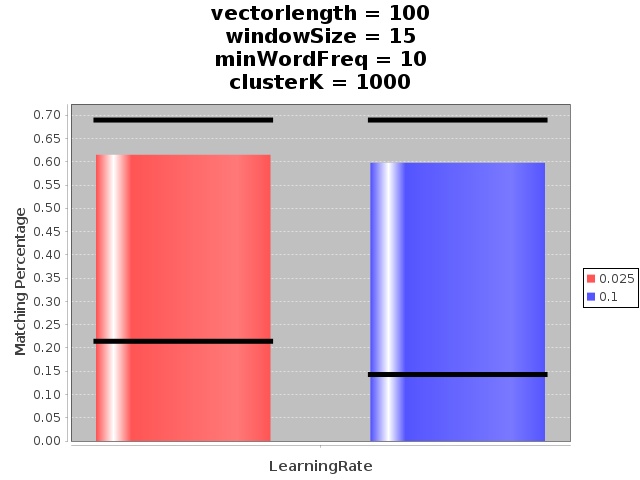 vectorlength = 100
windowSize = 15
minWordFreq = 10
clusterK = 1000
Matching Percentage
0.70
0.65
0.60
0.55
0.50
0.45
0.40
0.35
0.30
0.25
0.20
0.15
0.10
0.05
0.00
LearningRate
0.025
0.1